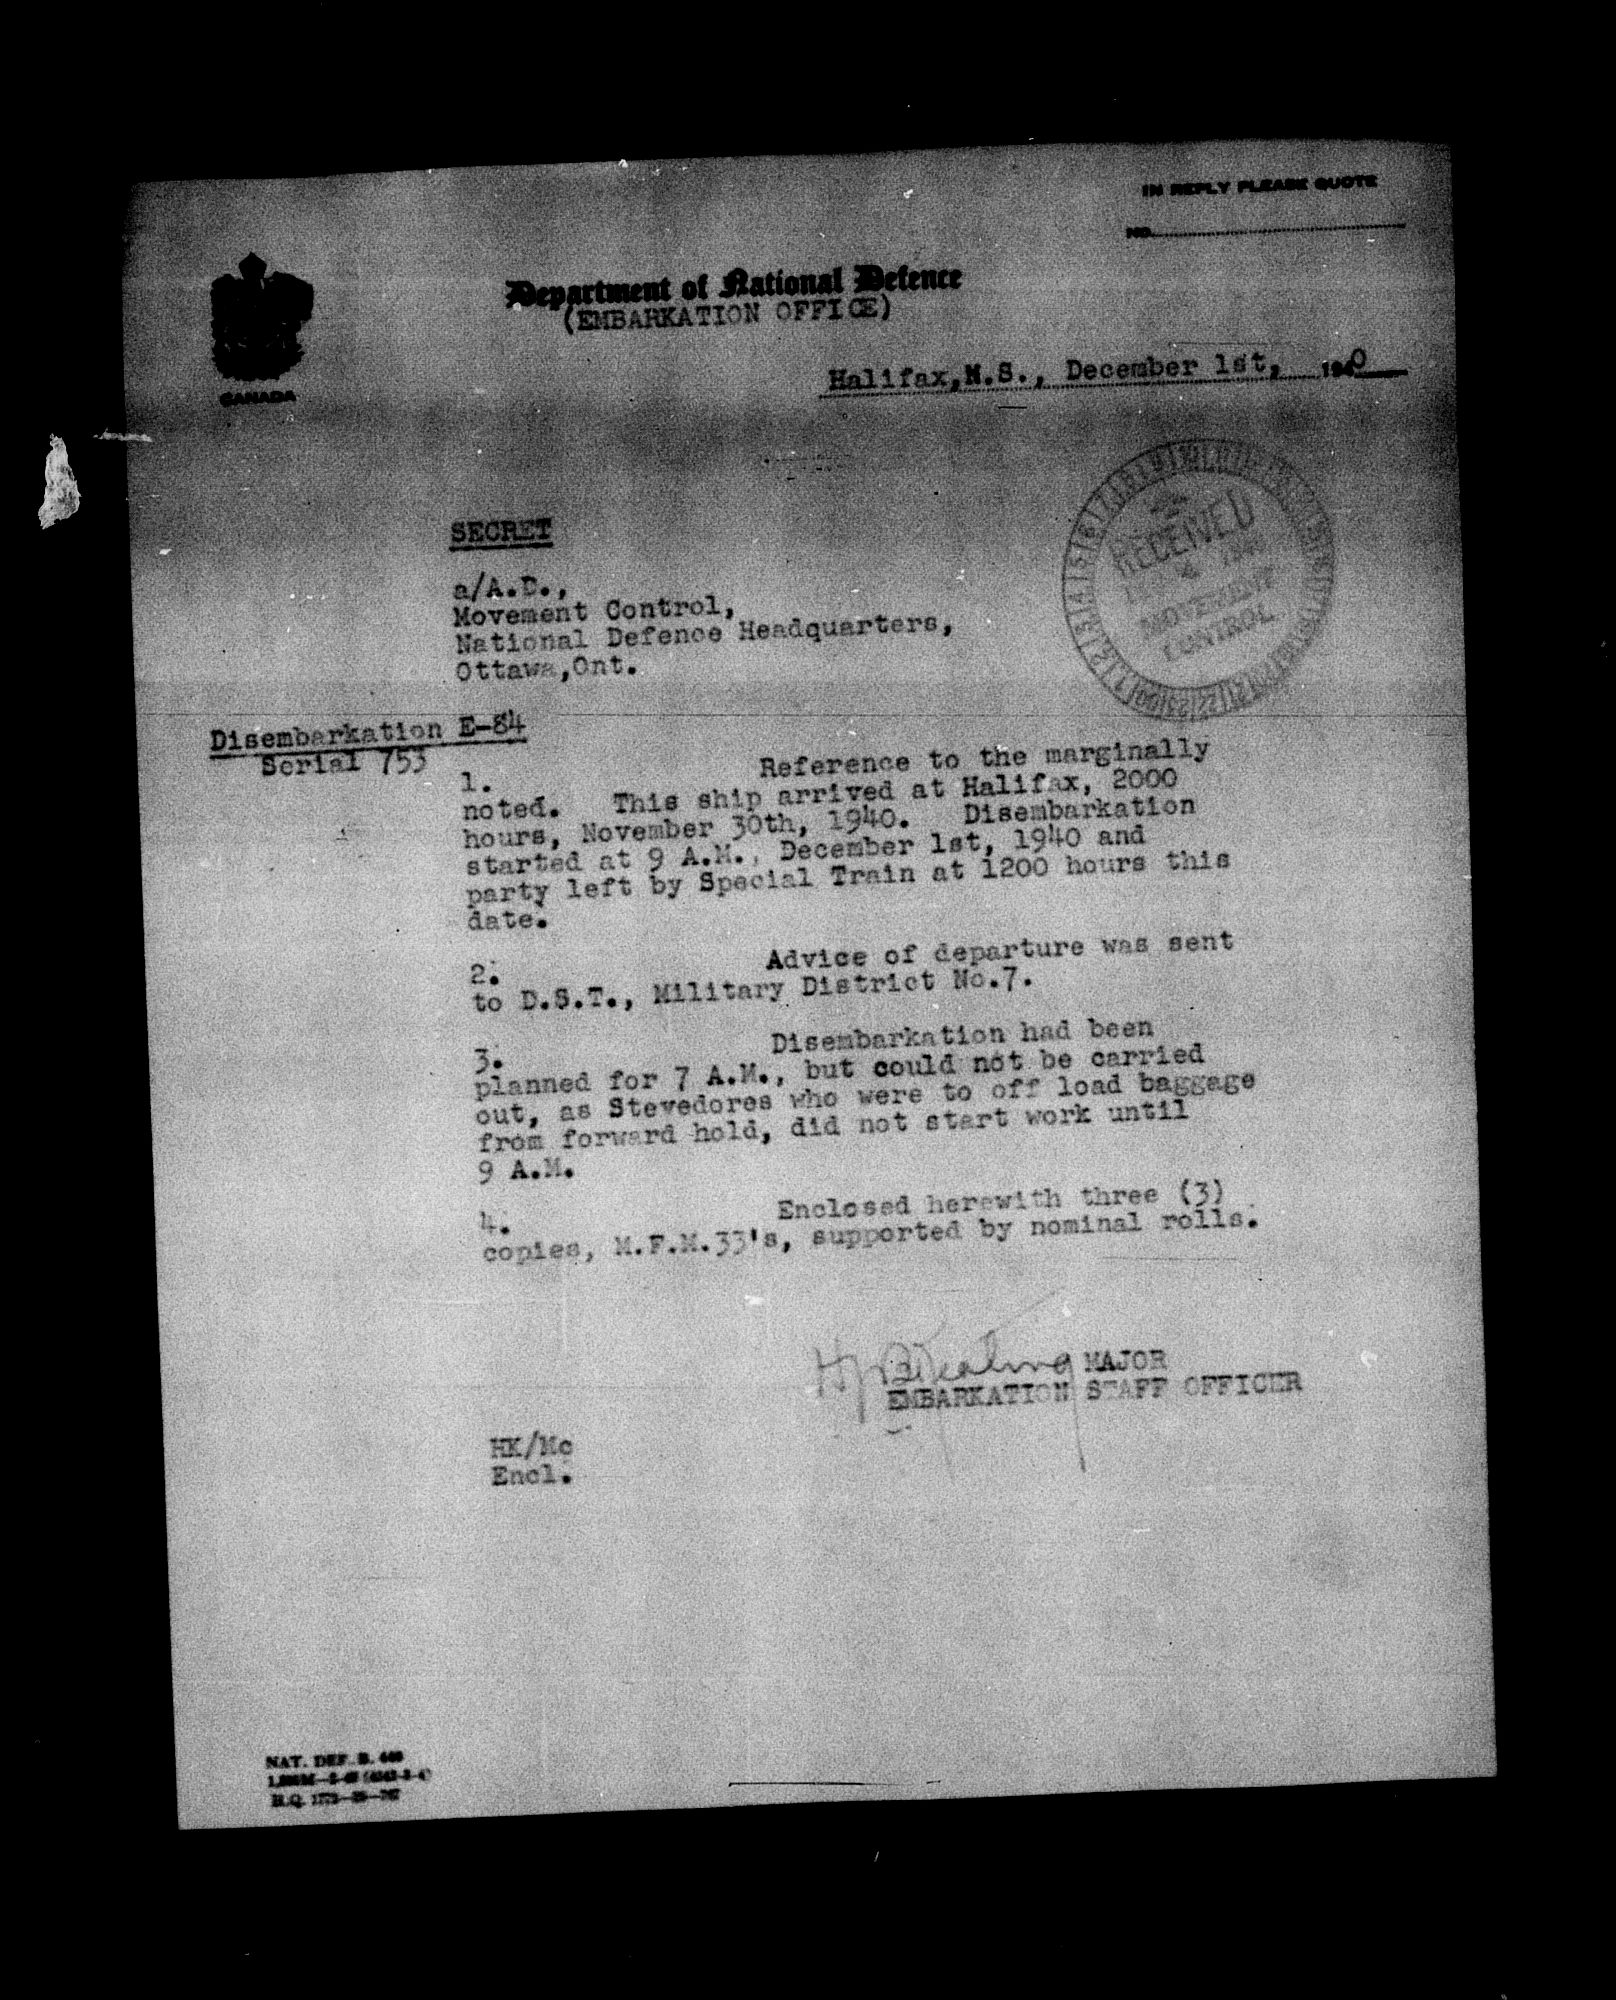 IN REPLY PLEASE QUOTE
NO.
Department of National Defence
(EMBARKATION OFFICE)
CANADA
Halifax,N.S., December 1st, 1940
RECEIVED
4
MOVEMENT
CONTROL
SECRET
a/A.D.,
Movement Control,
National Defence Headquarters,
Ottawa,Ont.
Disembarkation E-84
Serial 753
1. Reference to the marginally
noted. This ship arrived at Halifax, 2000
hours, November 30th, 1940. Disembarkation
started at 9 A.M., December 1st, 1940 and
party left by Special Train at 1200 hours this
date.
2. Advice of departure was sent
to D.S.T., Military District No.7.
3. Disembarkation had been
planned for 7 A.M., but could not be carried
out, as Stevedores who were to off load baggage
from forward hold, did not start work until
9 A.M.
4. Enclosed herewith three (3)
copies, M.F.M.33's, supported by nominal rolls.
MAJOR
EMBARKATION STAFF OFFICER
HK/Mc
Encl.
NAT. DEF. B.
H.Q.